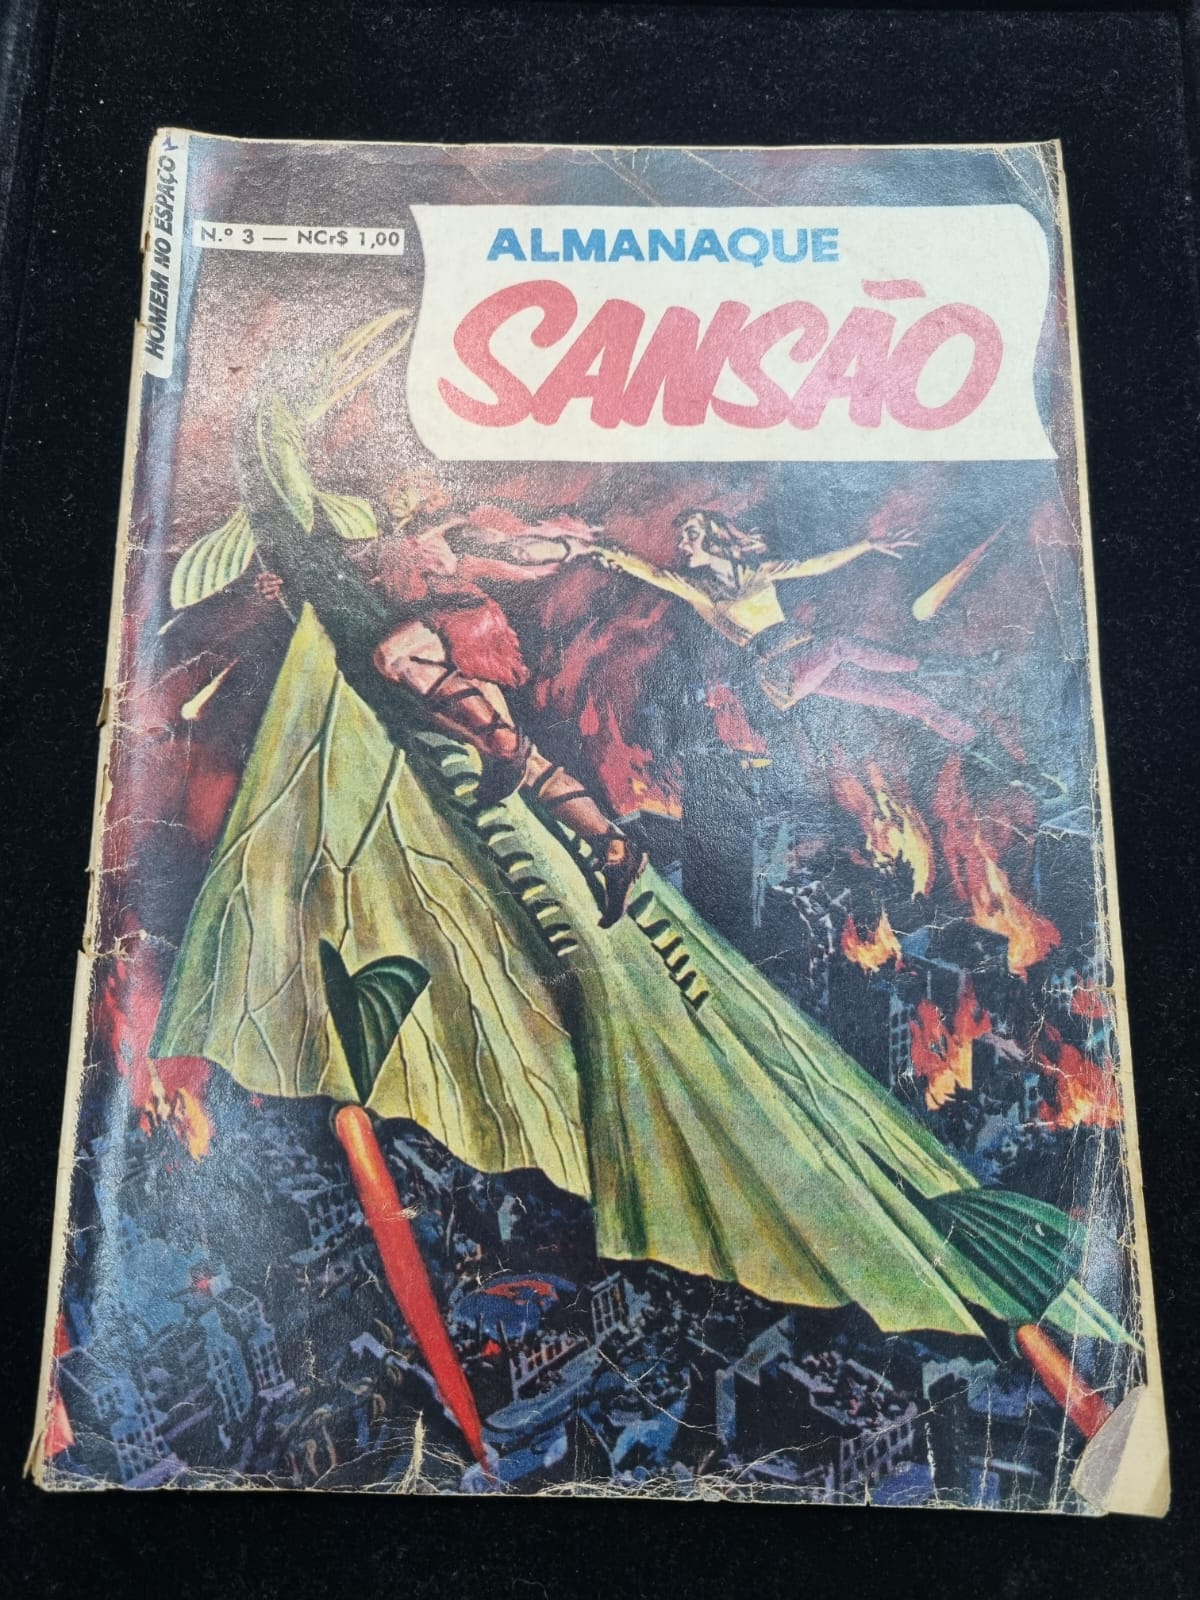 HOMEM NO ESPAÇO
N.º 3 — NCr$ 1,00
ALMANAQUE
SANSÃO